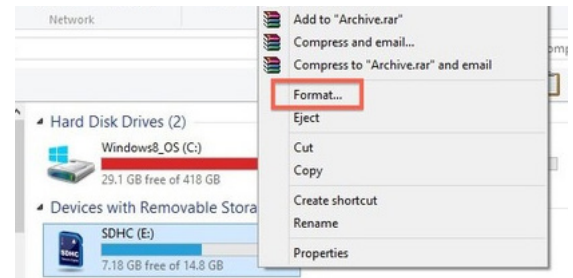 Network
Add to "Archive.rar"
Compress and email...
Compress to "Archive.rar" and email
Format...
Eject
Cut
Copy
Create shortcut
Rename
Properties
Hard Disk Drives (2)
Windows8_OS (C:)
29.1 GB free of 418 GB
Devices with Removable Stora
SDHC (E:)
7.18 GB free of 14.8 GB